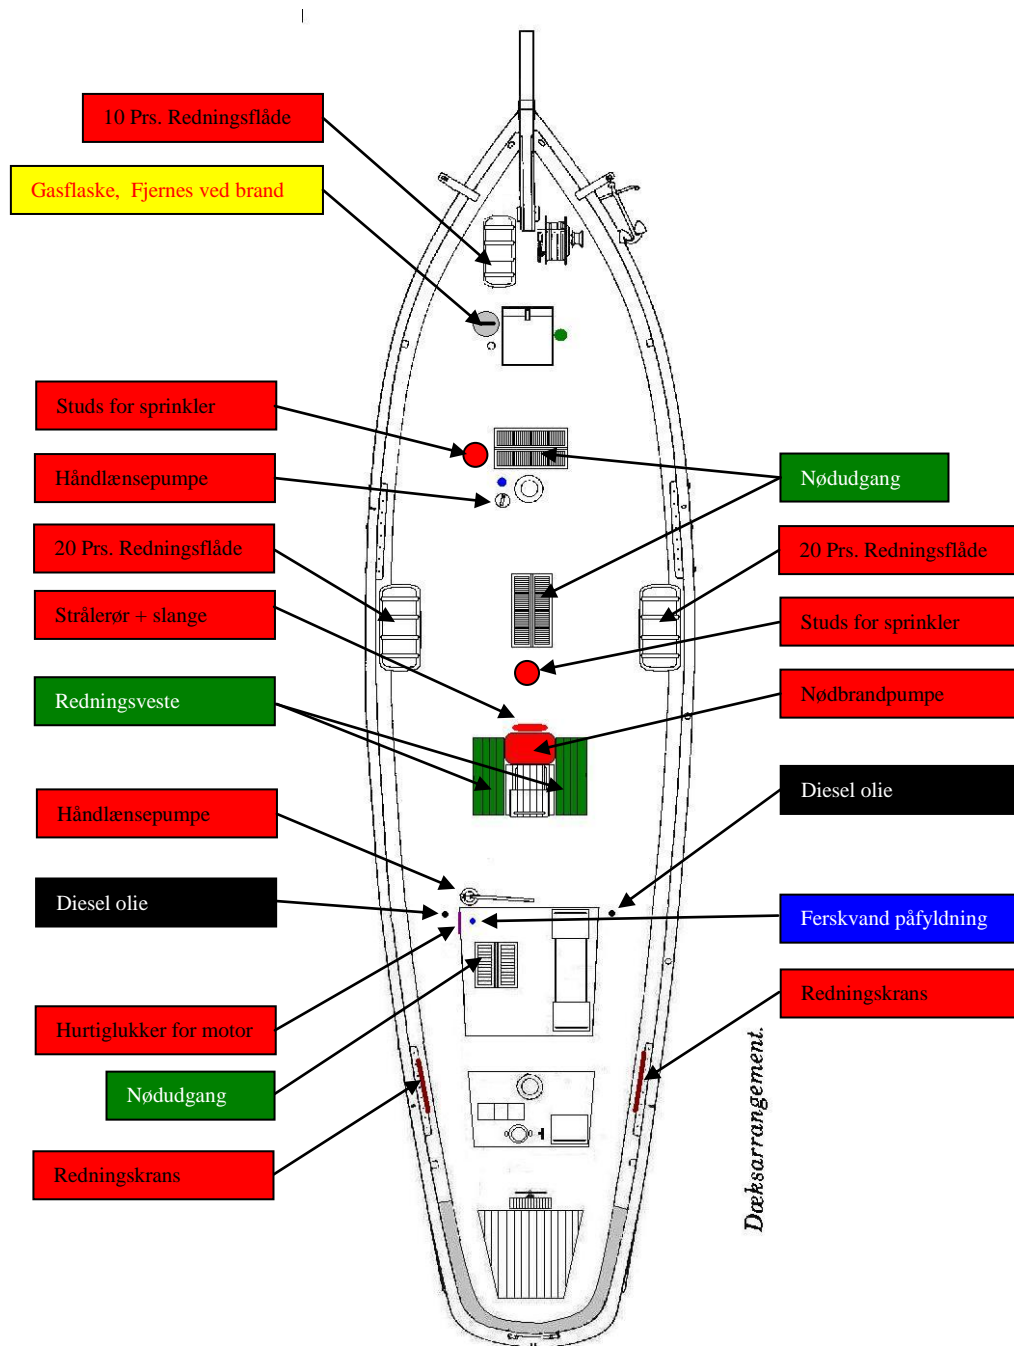 10 Prs. Redningsflåde
Gasflaske, Fjernes ved brand
Studs for sprinkler
Håndlænsepumpe
20 Prs. Redningsflåde
Strålerør + slange
Redningsveste
Håndlænsepumpe
Diesel olie
Hurtiglukker for motor
Nødudgang
Redningskrans
Nødudgang
20 Prs. Redningsflåde
Studs for sprinkler
Nødbrandpumpe
Diesel olie
Ferskvand påfyldning
Redningskrans
Dæksarrangement.